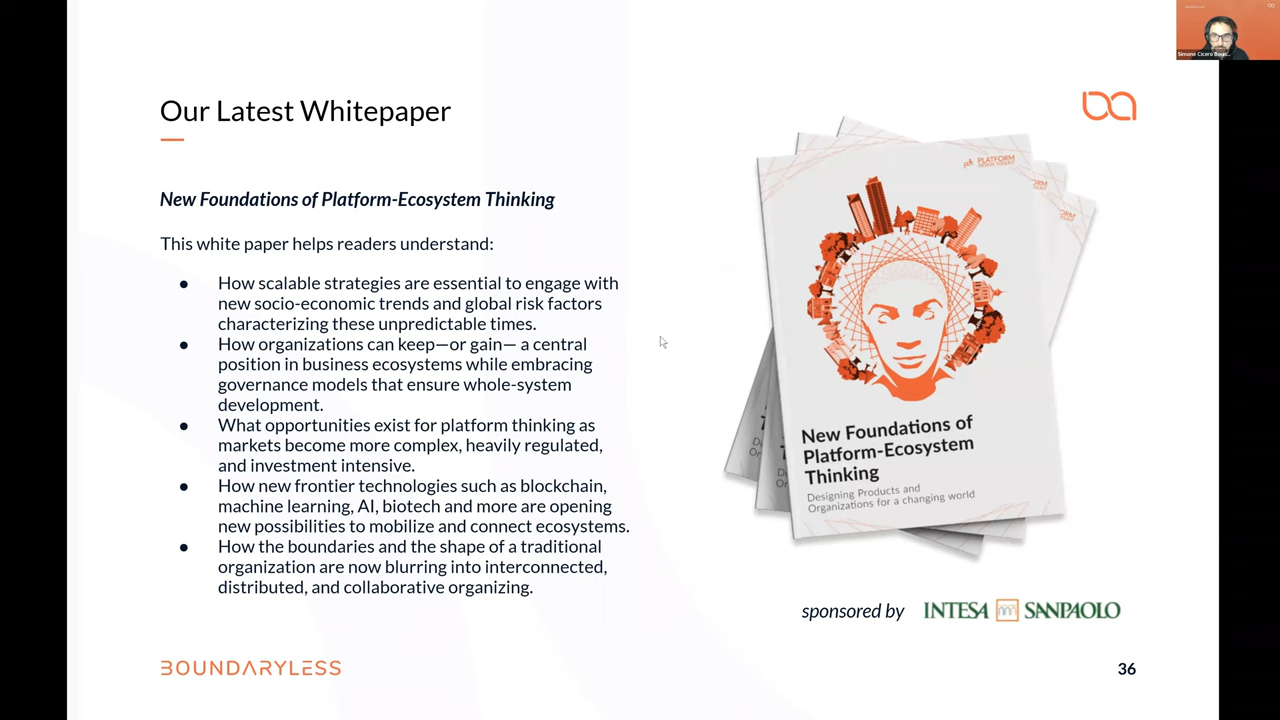 Simone Cicero Boun...
Our Latest Whitepaper
New Foundations of Platform-Ecosystem Thinking
This white paper helps readers understand:
● How scalable strategies are essential to engage with
new socio-economic trends and global risk factors
characterizing these unpredictable times.
● How organizations can keep—or gain— a central
position in business ecosystems while embracing
governance models that ensure whole-system
development.
● What opportunities exist for platform thinking as
markets become more complex, heavily regulated,
and investment intensive.
● How new frontier technologies such as blockchain,
machine learning, AI, biotech and more are opening
new possibilities to mobilize and connect ecosystems.
● How the boundaries and the shape of a traditional
organization are now blurring into interconnected,
distributed, and collaborative organizing.
PLATFORM
DESIGN TOOLKIT
New Foundations of
Platform-Ecosystem
Thinking
Designing Products and
Organizations for a changing world
sponsored by INTESA SANPAOLO
BOUNDARYLESS
36